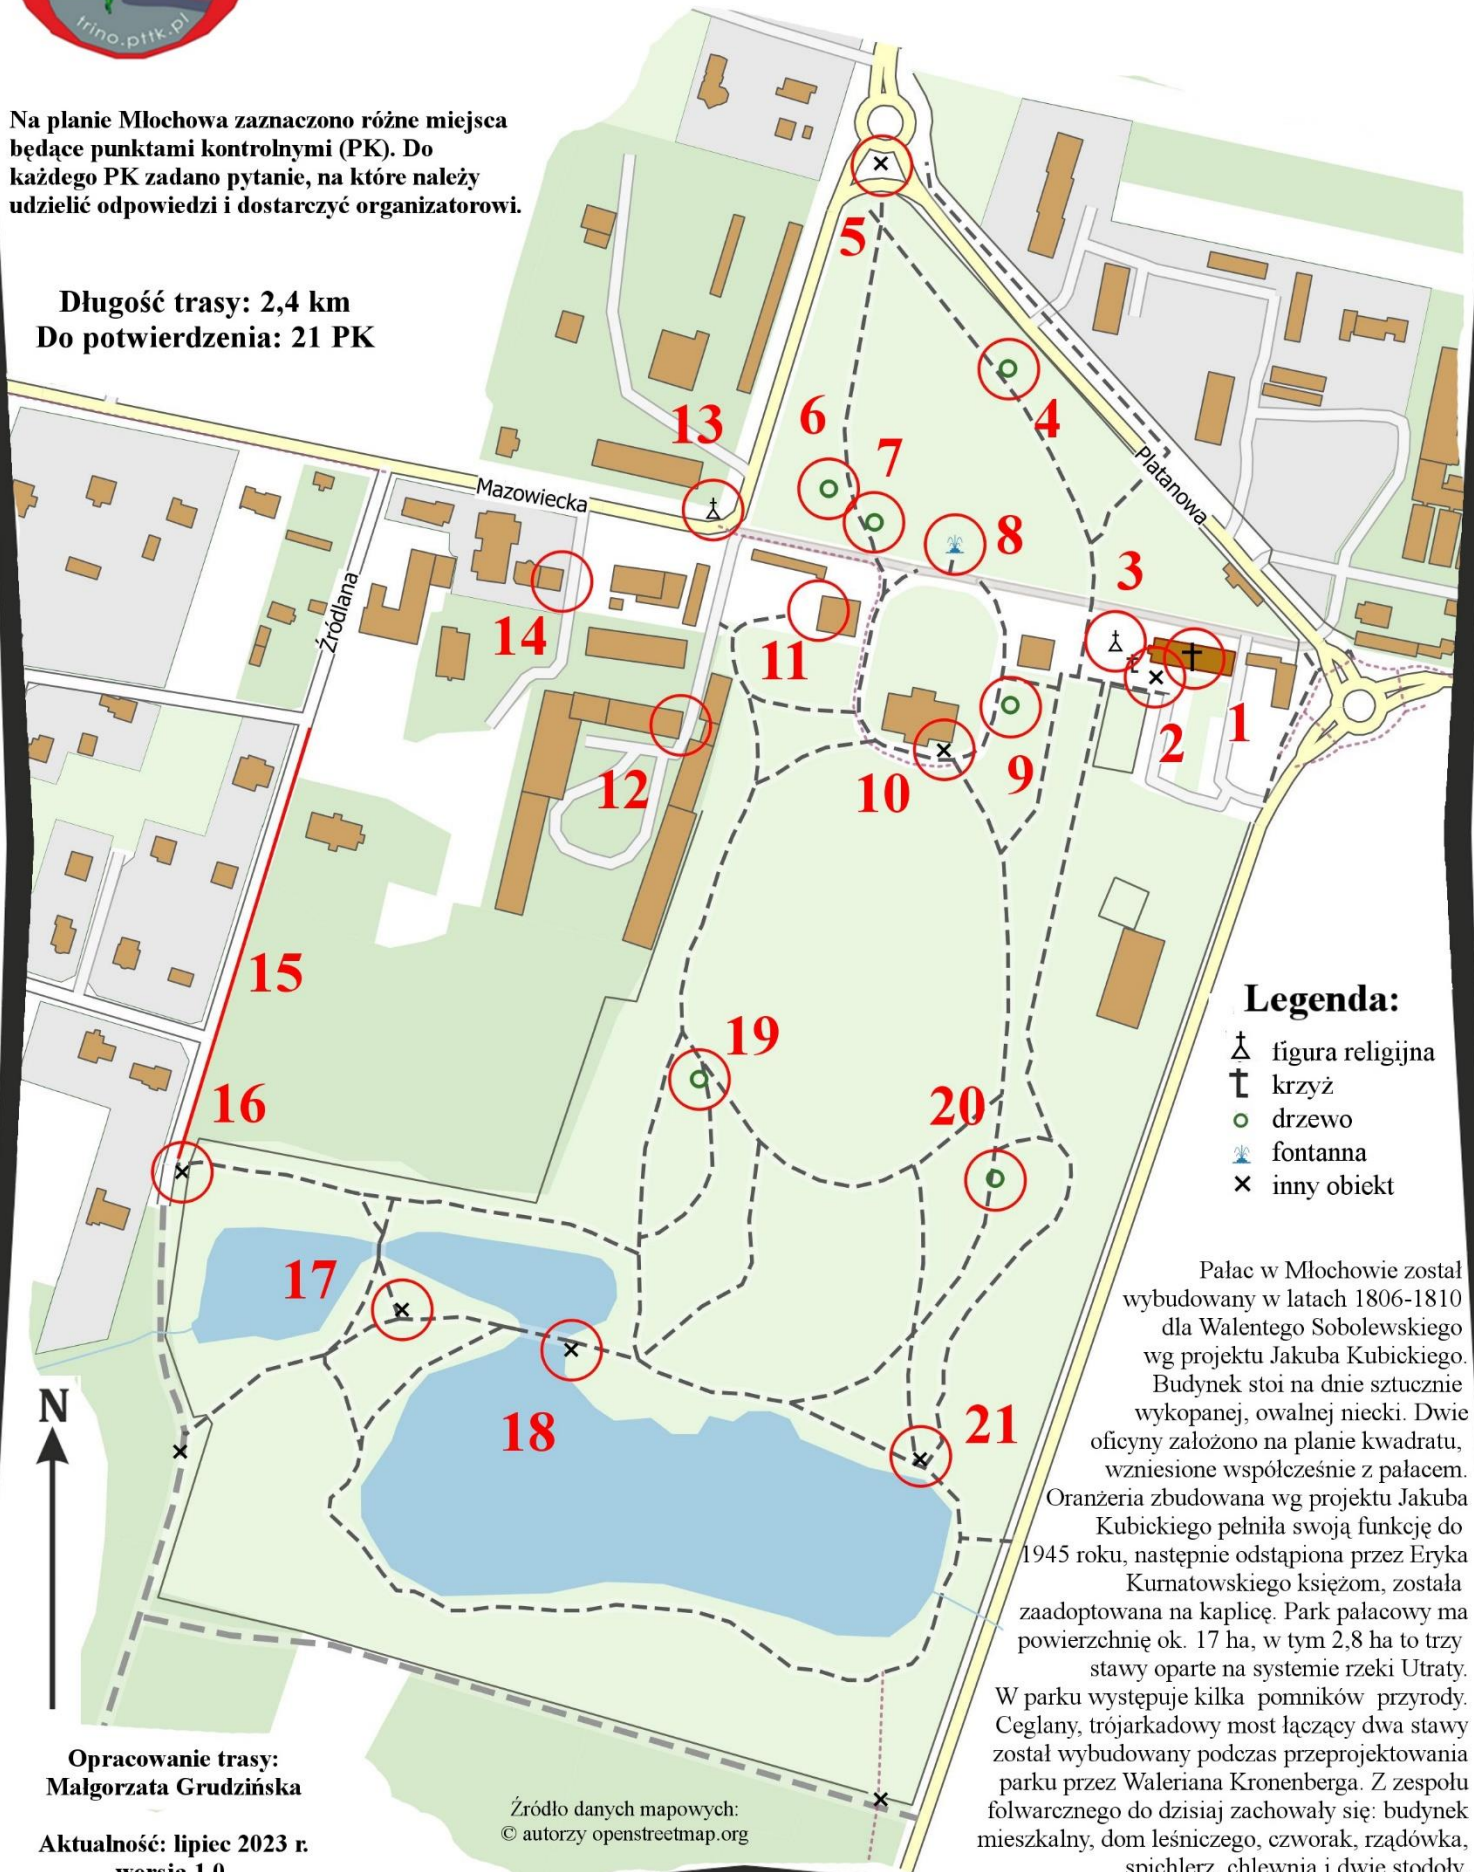 trino.pttk.pl
Na planie Młochowa zaznaczono różne miejsca
będące punktami kontrolnymi (PK). Do
każdego PK zadano pytanie, na które należy
udzielić odpowiedzi i dostarczyć organizatorowi.
Długość trasy: 2,4 km
Do potwierdzenia: 21 PK
5
4
6
13
7
Mazowiecka
Platanowa
8
3
Źródlana
14
11
1
2
12
10
9
15
19
16
20
17
18
21
Legenda:
figura religijna
krzyż
drzewo
fontanna
inny obiekt
Pałac w Młochowie został
wybudowany w latach 1806-1810
dla Walentego Sobolewskiego
wg projektu Jakuba Kubickiego.
Budynek stoi na dnie sztucznie
wykopanej, owalnej niecki. Dwie
oficyny założono na planie kwadratu,
wzniesione współcześnie z pałacem.
Oranżeria zbudowana wg projektu Jakuba
Kubickiego pełniła swoją funkcję do
1945 roku, następnie odstąpiona przez Eryka
Kurnatowskiego księżom, została
zaadoptowana na kaplicę. Park pałacowy ma
powierzchnię ok. 17 ha, w tym 2,8 ha to trzy
stawy oparte na systemie rzeki Utraty.
W parku występuje kilka pomników przyrody.
Ceglany, trójarkadowy most łączący dwa stawy
został wybudowany podczas przeprojektowania
parku przez Waleriana Kronenberga. Z zespołu
folwarcznego do dzisiaj zachowały się: budynek
mieszkalny, dom leśniczego, czworak, rządówka,
spichlerz, chlewnia i dwie stodoły.
N
Opracowanie trasy:
Małgorzata Grudzińska
Aktualność: lipiec 2023 r.
wersja 1.0
Źródło danych mapowych:
© autorzy openstreetmap.org